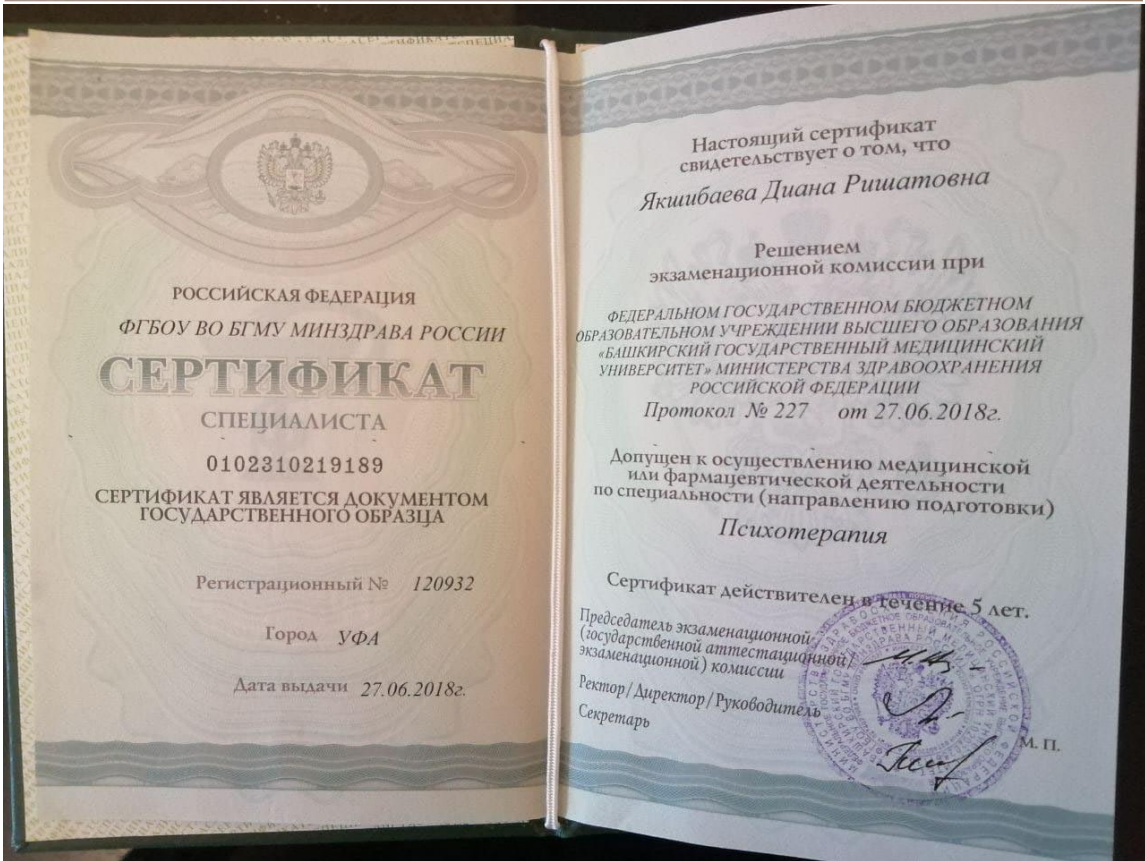 РОССИЙСКАЯ ФЕДЕРАЦИЯ
ФГБОУ ВО БГМУ МИНЗДРАВА РОССИИ
СЕРТИФИКАТ
СПЕЦИАЛИСТА
0102310219189
СЕРТИФИКАТ ЯВЛЯЕТСЯ ДОКУМЕНТОМ
ГОСУДАРСТВЕННОГО ОБРАЗЦА
Регистрационный № 120932
Город УФА
Дата выдачи 27.06.2018г.
Настоящий сертификат
свидетельствует о том, что
Якшибаева Диана Ришатовна
Решением
экзаменационной комиссии при
ФЕДЕРАЛЬНОМ ГОСУДАРСТВЕННОМ БЮДЖЕТНОМ
ОБРАЗОВАТЕЛЬНОМ УЧРЕЖДЕНИИ ВЫСШЕГО ОБРАЗОВАНИЯ
«БАШКИРСКИЙ ГОСУДАРСТВЕННЫЙ МЕДИЦИНСКИЙ
УНИВЕРСИТЕТ» МИНИСТЕРСТВА ЗДРАВООХРАНЕНИЯ
РОССИЙСКОЙ ФЕДЕРАЦИИ
Протокол № 227 от 27.06.2018г.
Допущен к осуществлению медицинской
или фармацевтической деятельности
по специальности (направлению подготовки)
Психотерапия
Сертификат действителен в течение 5 лет.
Председатель экзаменационной
(государственной аттестационной/
экзаменационной) комиссии
Ректор/Директор/Руководитель
Секретарь
М. П.